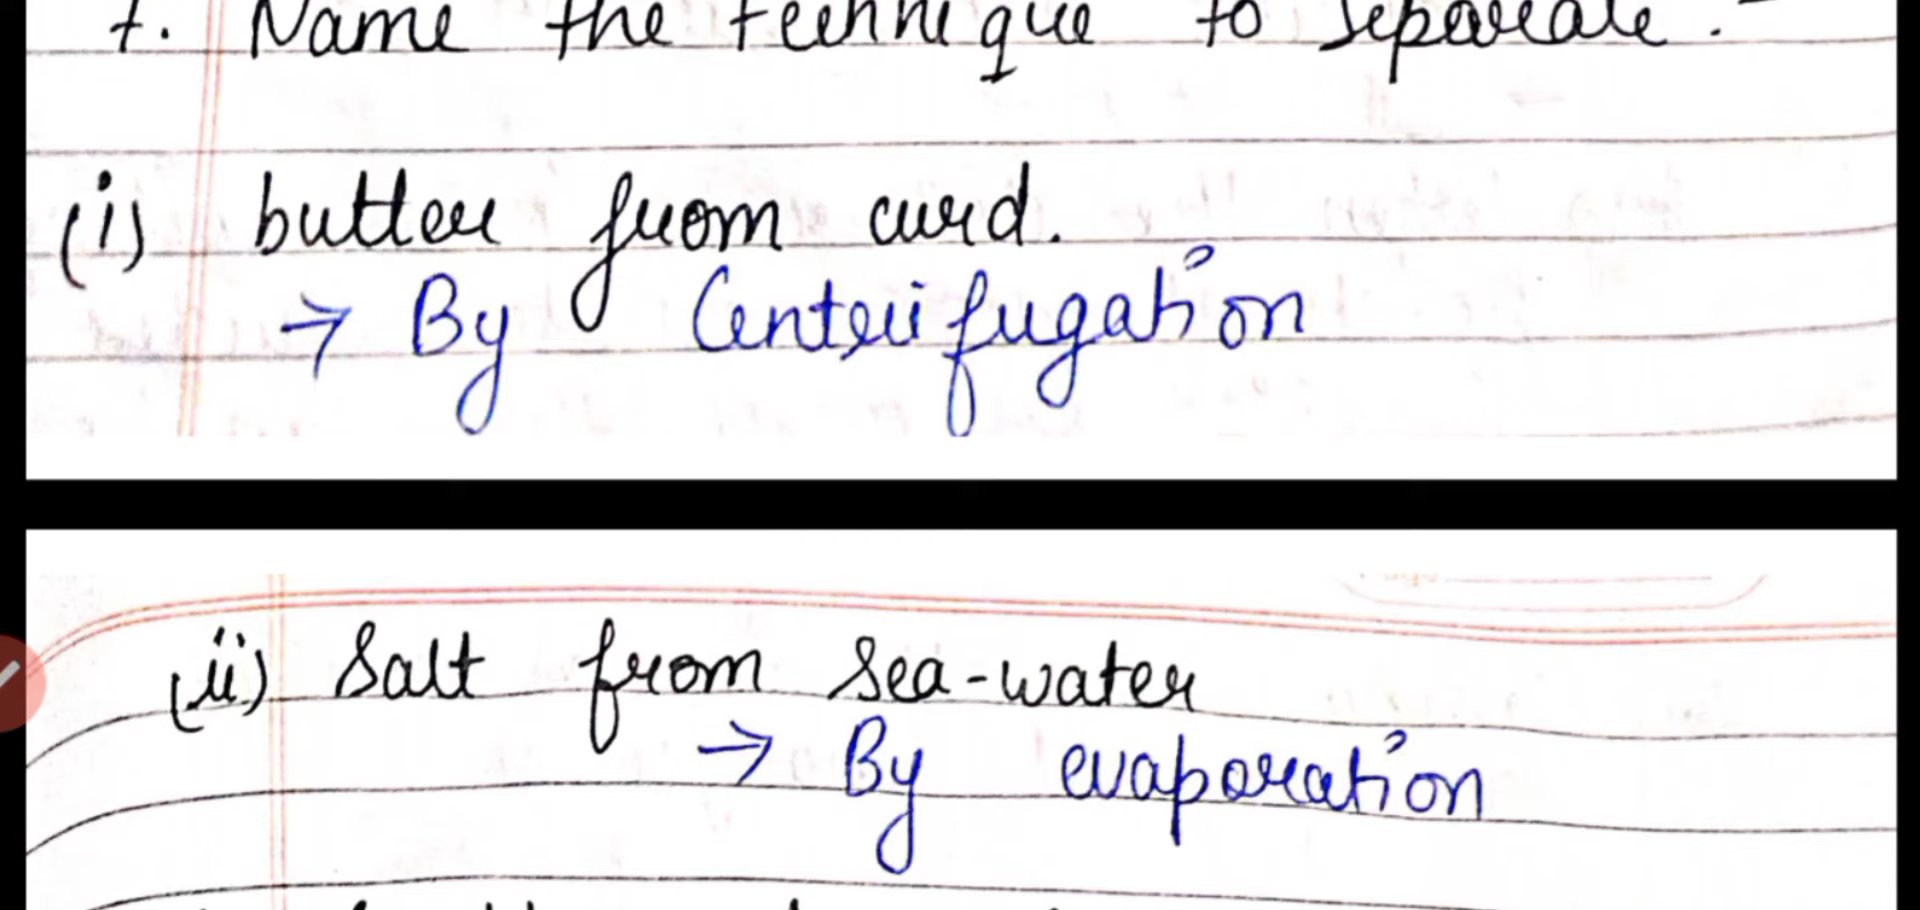 7. Name the technique to separate :-
(i) butter from curd.
→ By Centrifugation
(ii) Salt from sea-water
→ By evaporation